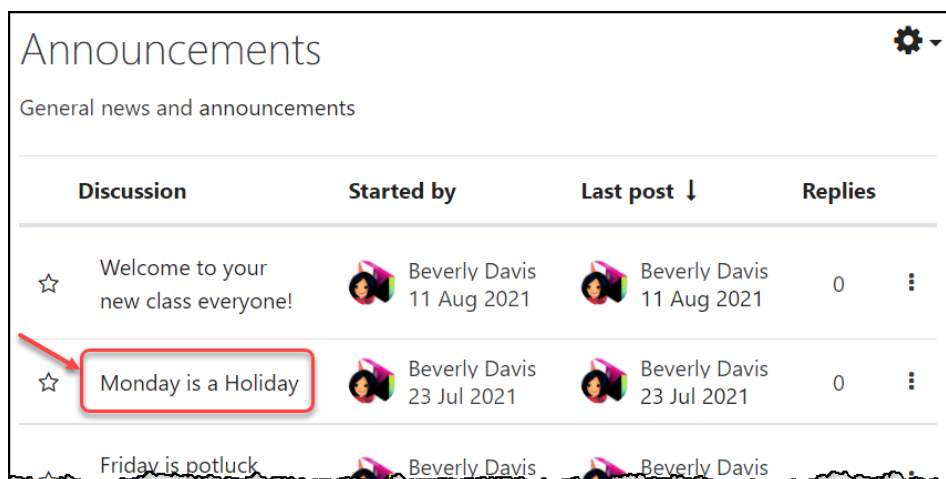 Announcements
General news and announcements
Discussion Started by Last post ↓ Replies
Welcome to your
new class everyone!
Beverly Davis
11 Aug 2021
Beverly Davis
11 Aug 2021
0
Monday is a Holiday
Beverly Davis
23 Jul 2021
Beverly Davis
23 Jul 2021
0
Friday is potluck
Beverly Davis
Beverly Davis